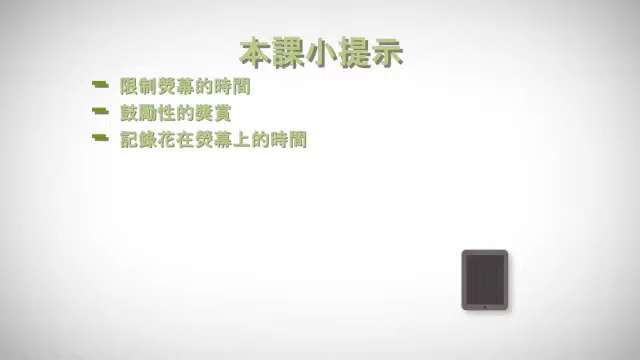 本課小提示
限制熒幕的時間
鼓勵性的獎賞
記錄花在熒幕上的時間